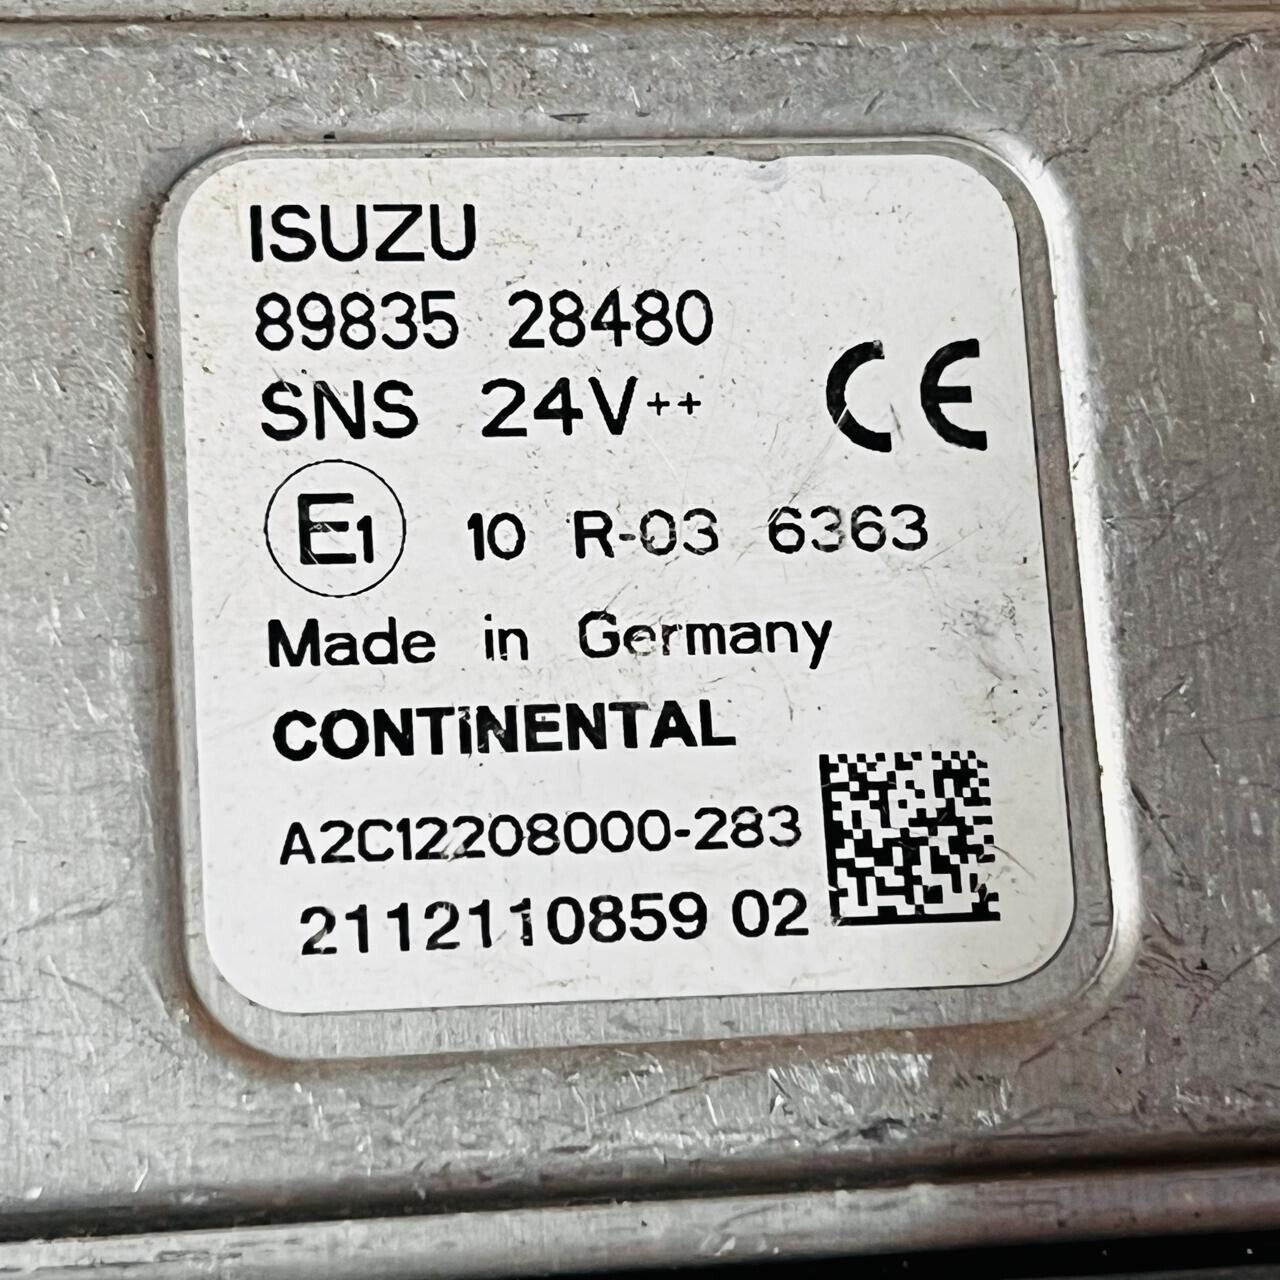 ISUZU
89835 28480
SNS 24V++
CE
E1 10 R-03 6363
Made in Germany
CONTINENTAL
A2C12208000-283
2112110859 02